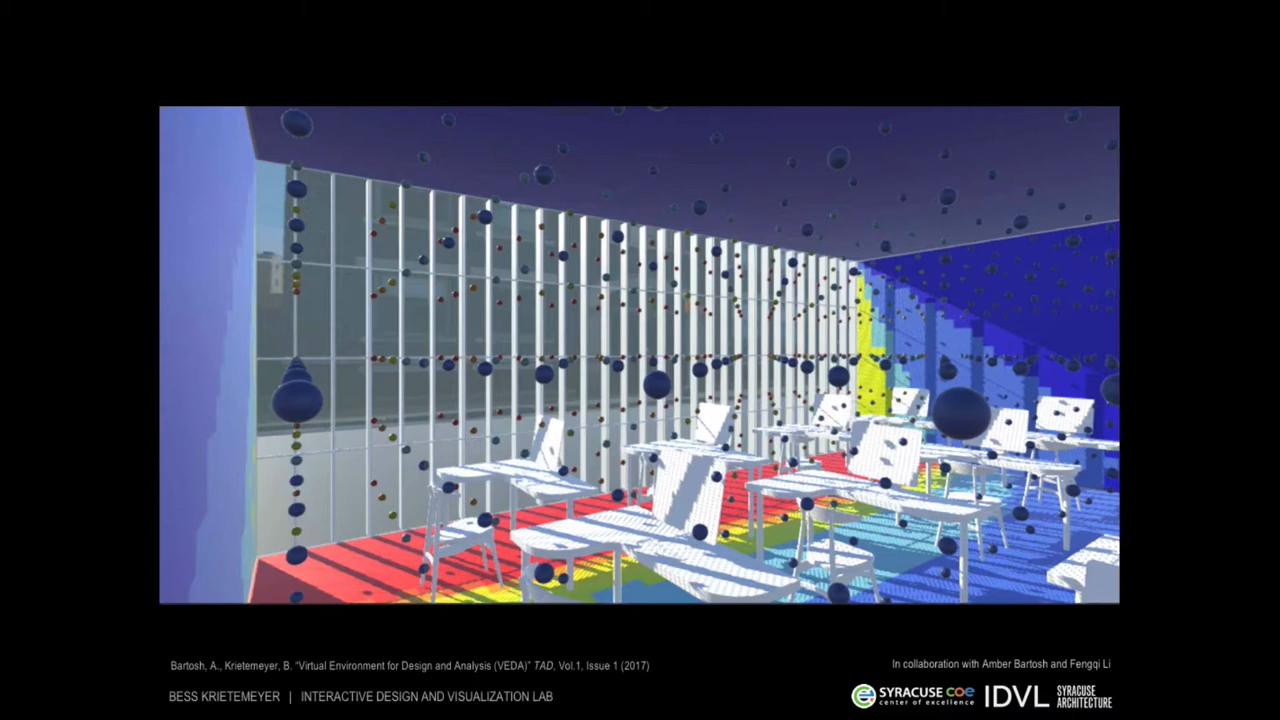 Bartosh, A., Krietemeyer, B. "Virtual Environment for Design and Analysis (VEDA)" TAD, Vol.1, Issue 1 (2017)
In collaboration with Amber Bartosh and Fengqi Li
BESS KRIETEMEYER | INTERACTIVE DESIGN AND VISUALIZATION LAB
SYRACUSE COE
center of excellence
IDVL
SYRACUSE
ARCHITECTURE